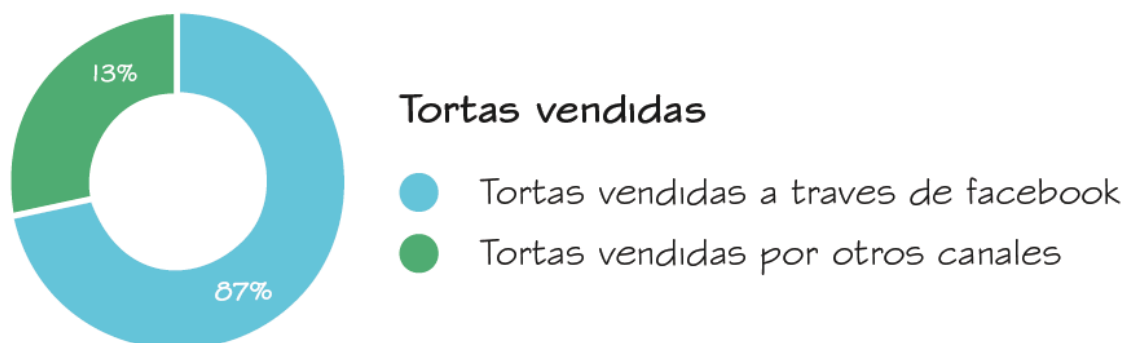 13%
87%
Tortas vendidas
Tortas vendidas a traves de facebook
Tortas vendidas por otros canales